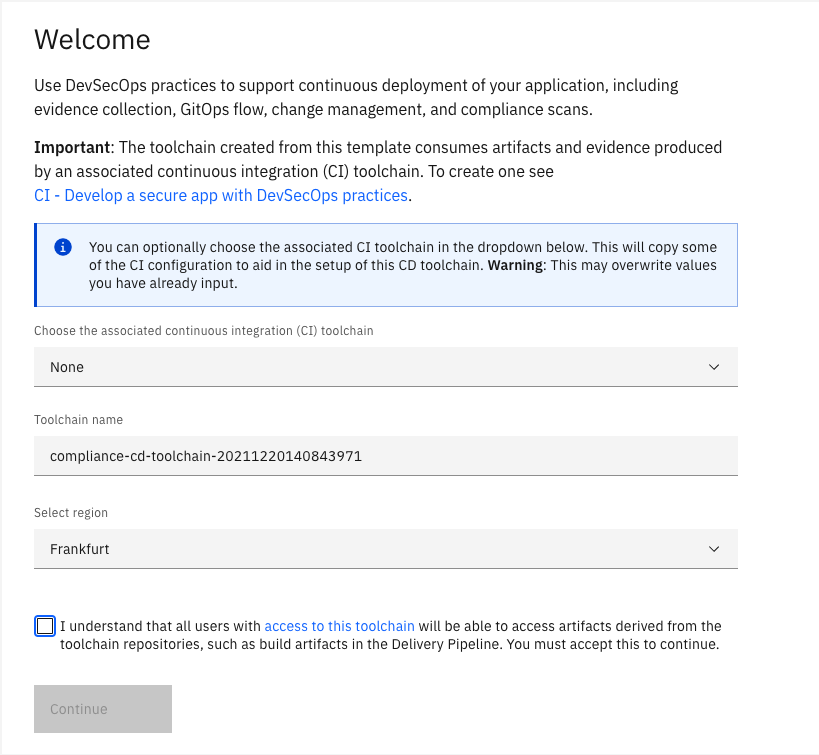 Welcome
Use DevSecOps practices to support continuous deployment of your application, including
evidence collection, GitOps flow, change management, and compliance scans.
Important: The toolchain created from this template consumes artifacts and evidence produced
by an associated continuous integration (CI) toolchain. To create one see
CI - Develop a secure app with DevSecOps practices.
You can optionally choose the associated CI toolchain in the dropdown below. This will copy some
of the CI configuration to aid in the setup of this CD toolchain. Warning: This may overwrite values
you have already input.
Choose the associated continuous integration (CI) toolchain
None
Toolchain name
compliance-cd-toolchain-20211220140843971
Select region
Frankfurt
I understand that all users with access to this toolchain will be able to access artifacts derived from the
toolchain repositories, such as build artifacts in the Delivery Pipeline. You must accept this to continue.
Continue